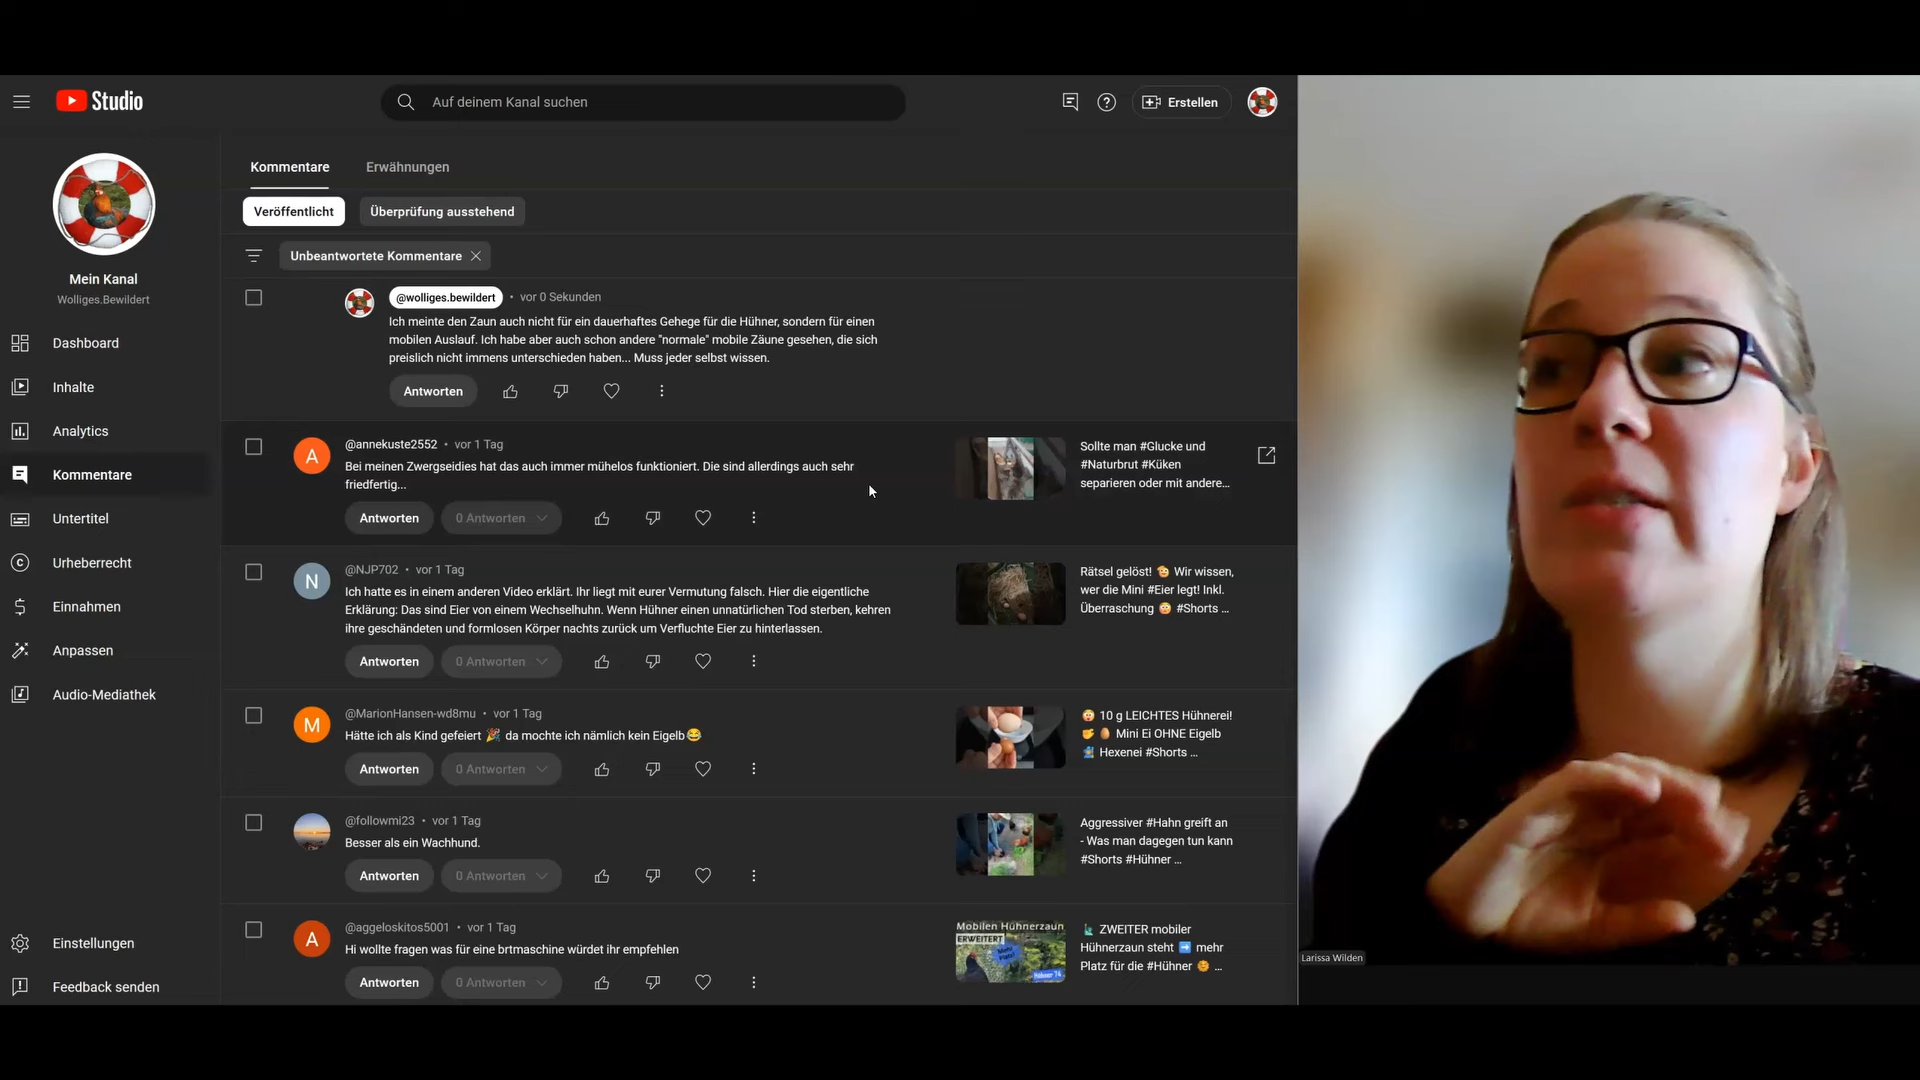 Studio
Auf deinem Kanal suchen
Erstellen
Mein Kanal
Wolliges.Bewildert
Dashboard
Inhalte
Analytics
Kommentare
Untertitel
Urheberrecht
Einnahmen
Anpassen
Audio-Mediathek
Einstellungen
Feedback senden
Kommentare
Erwähnungen
Veröffentlicht
Überprüfung ausstehend
Unbeantwortete Kommentare
@wolliges.bewildert • vor 0 Sekunden
Ich meinte den Zaun auch nicht für ein dauerhaftes Gehege für die Hühner, sondern für einen
mobilen Auslauf. Ich habe aber auch schon andere "normale" mobile Zäune gesehen, die sich
preislich nicht immens unterschieden haben... Muss jeder selbst wissen.
Antworten
A
@annekuste2552 • vor 1 Tag
Bei meinen Zwergseidies hat das auch immer mühelos funktioniert. Die sind allerdings auch sehr
friedfertig...
Antworten
0 Antworten
Sollte man #Glucke und
#Naturbrut #Küken
separieren oder mit andere...
N
@NJP702 • vor 1 Tag
Ich hatte es in einem anderen Video erklärt. Ihr liegt mit eurer Vermutung falsch. Hier die eigentliche
Erklärung: Das sind Eier von einem Wechselhuhn. Wenn Hühner einen unnatürlichen Tod sterben, kehren
ihre geschändeten und formlosen Körper nachts zurück um Verfluchte Eier zu hinterlassen.
Antworten
0 Antworten
Rätsel gelöst! 🤠 Wir wissen,
wer die Mini #Eier legt! Inkl.
Überraschung 😳 #Shorts ...
M
@MarionHansen-wd8mu • vor 1 Tag
Hätte ich als Kind gefeiert 🎉 da mochte ich nämlich kein Eigelb😂
Antworten
0 Antworten
😳 10 g LEICHTES Hühnerei!
Mini Ei OHNE Eigelb
Hexenei #Shorts ...
@followmi23 • vor 1 Tag
Besser als ein Wachhund.
Antworten
0 Antworten
Aggressiver #Hahn greift an
- Was man dagegen tun kann
#Shorts #Hühner ...
A
@aggeloskitos5001 • vor 1 Tag
Hi wollte fragen was für eine brtmaschine würdet ihr empfehlen
Antworten
0 Antworten
Mobilen Hühnerzaun
ERWEITERT
Mehr
Platz!
Hühner 74
ZWEITER mobiler
Hühnerzaun steht ➡️ mehr
Platz für die #Hühner 🌞 ...
Larissa Wilden